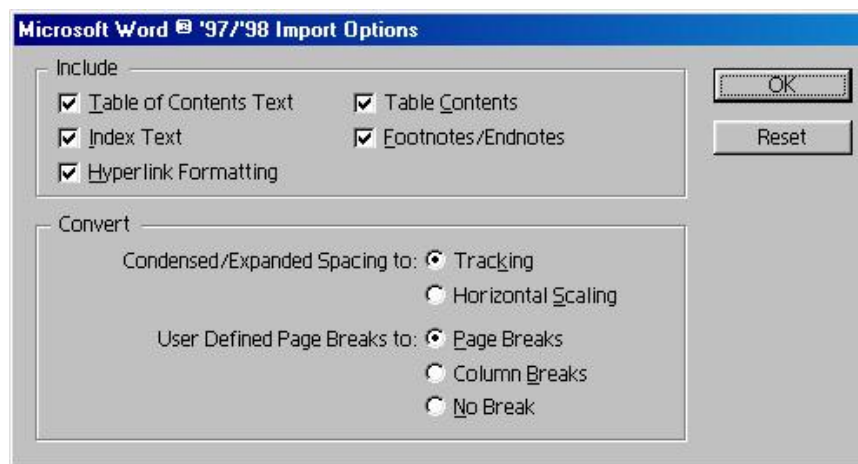 Microsoft Word ® '97/'98 Import Options
Include
Table of Contents Text
Table Contents
Index Text
Footnotes/Endnotes
Hyperlink Formatting
OK
Reset
Convert
Condensed/Expanded Spacing to: Tracking
Horizontal Scaling
User Defined Page Breaks to: Page Breaks
Column Breaks
No Break